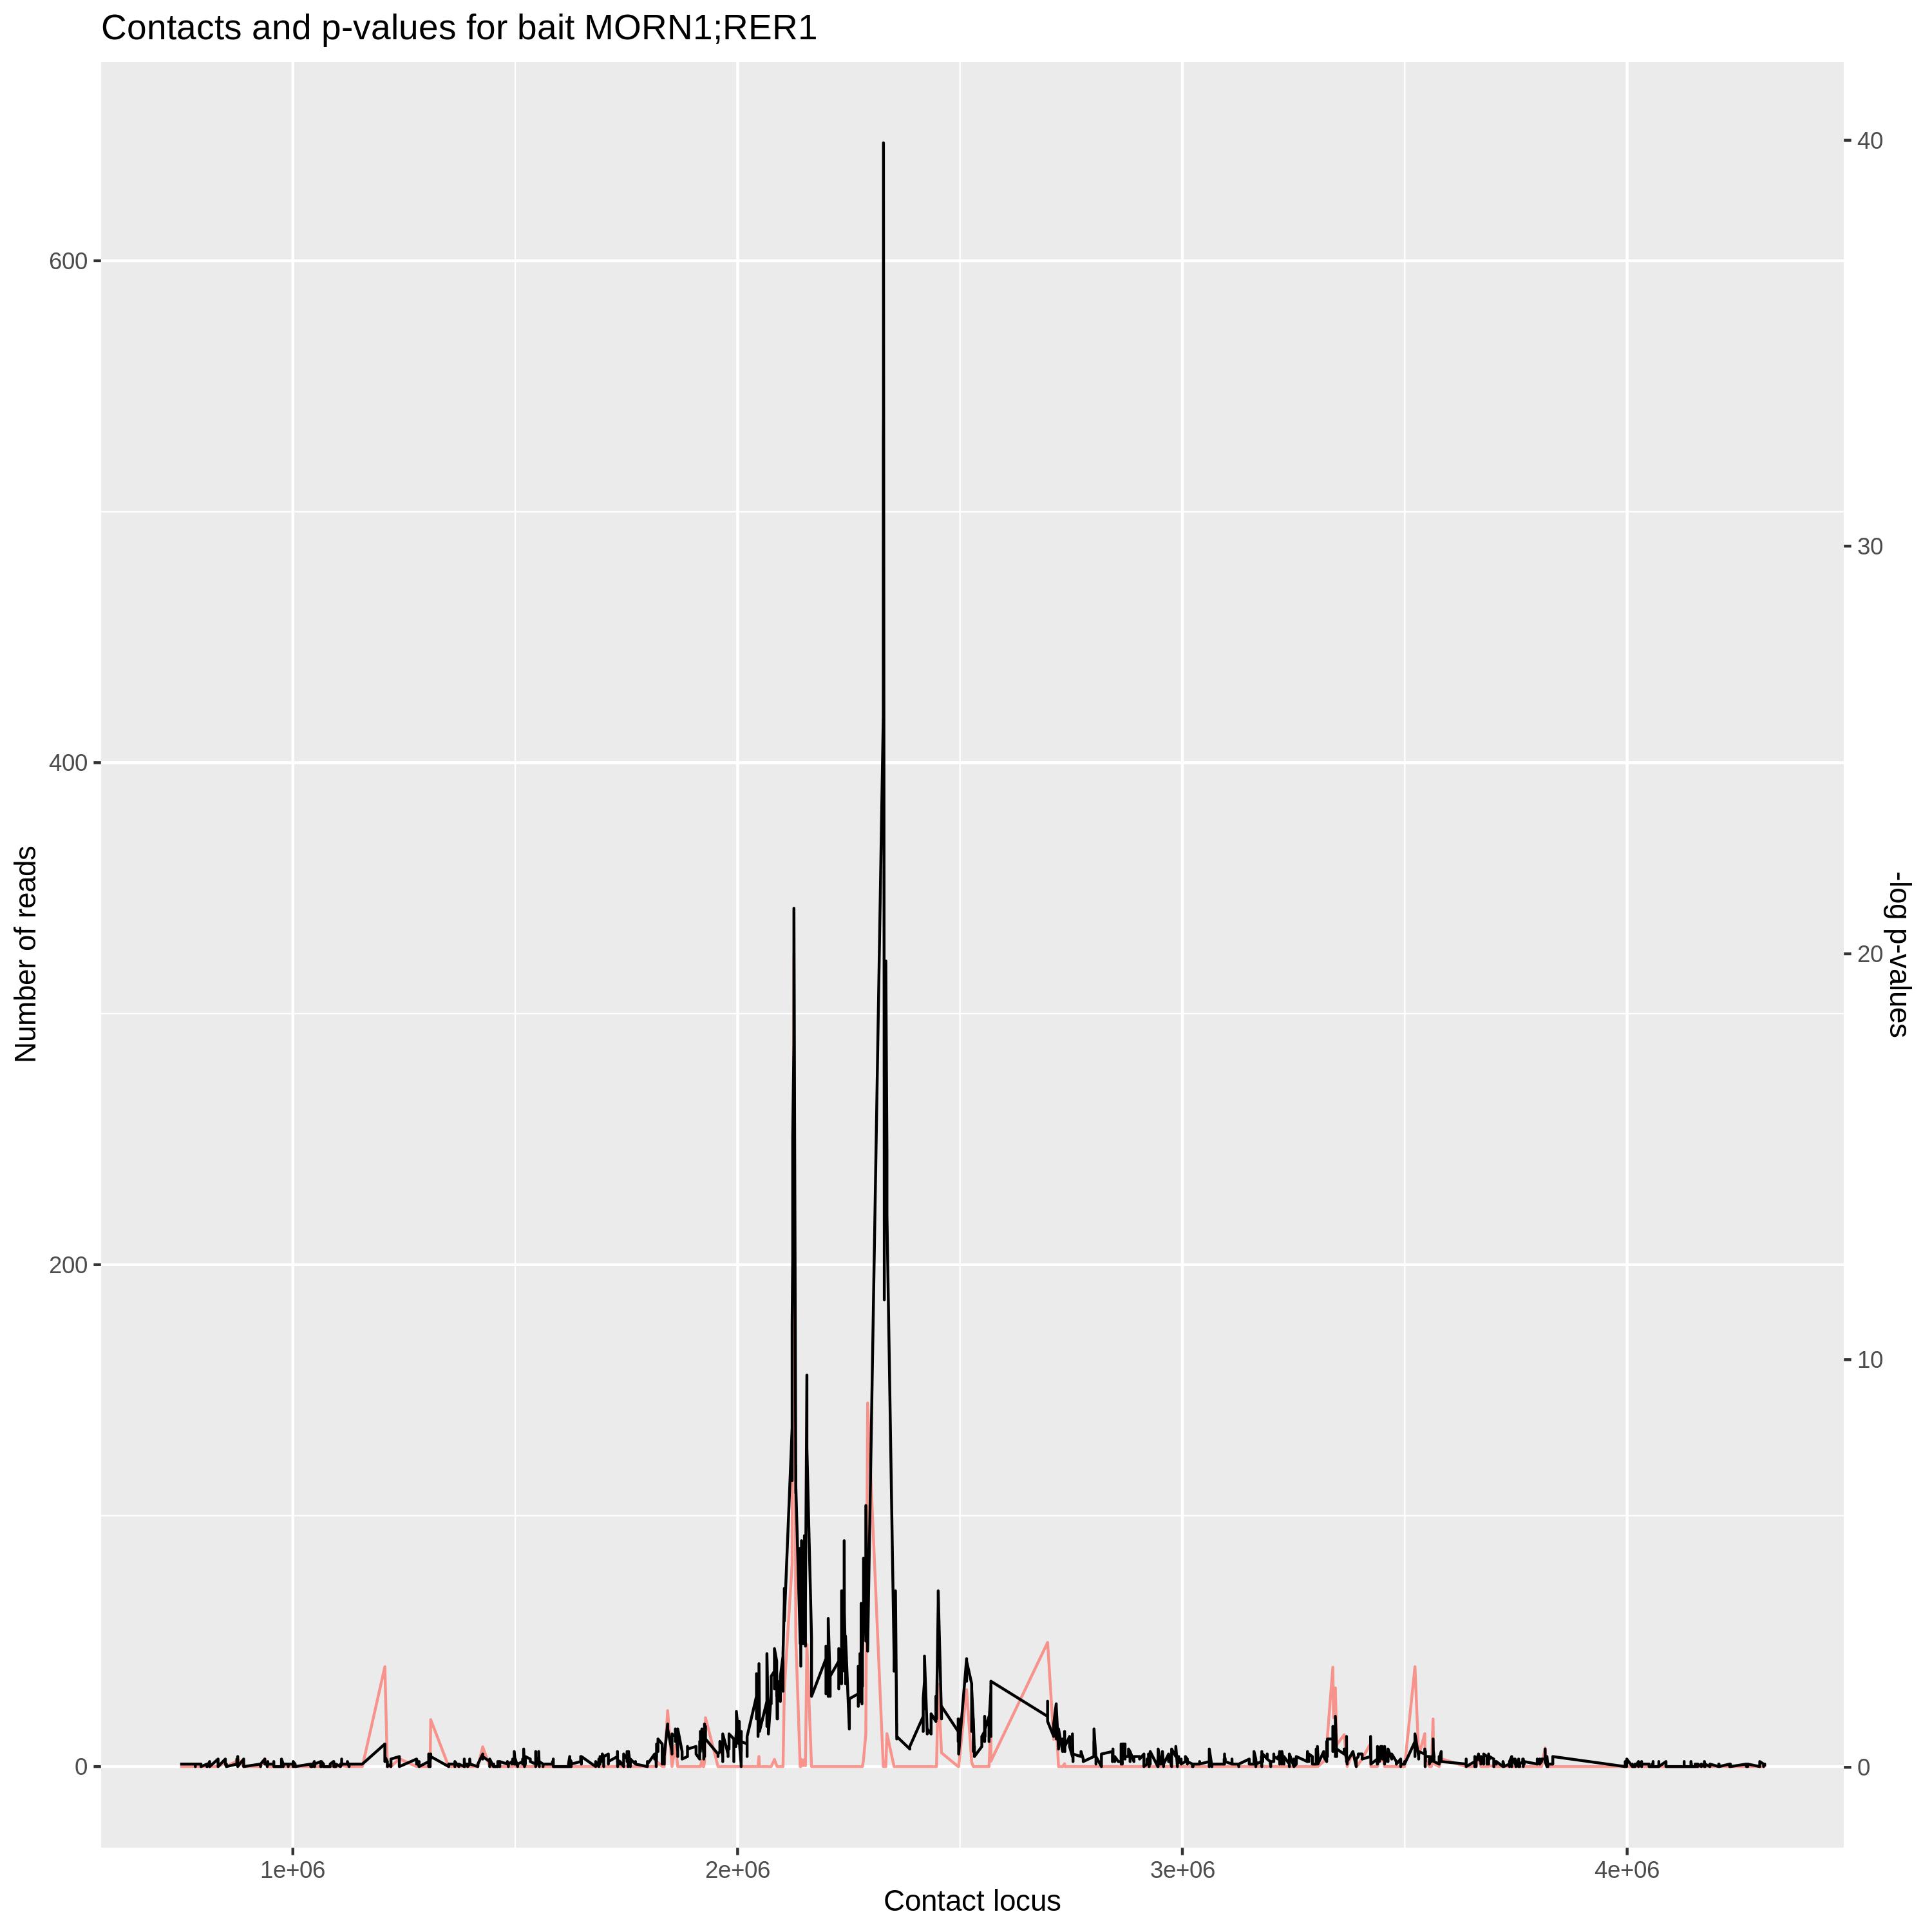 Contacts and p-values for bait MORN1;RER1
600
400
200
0
Number of reads
40
30
20
10
0
-log p-values
1e+06
2e+06
3e+06
4e+06
Contact locus